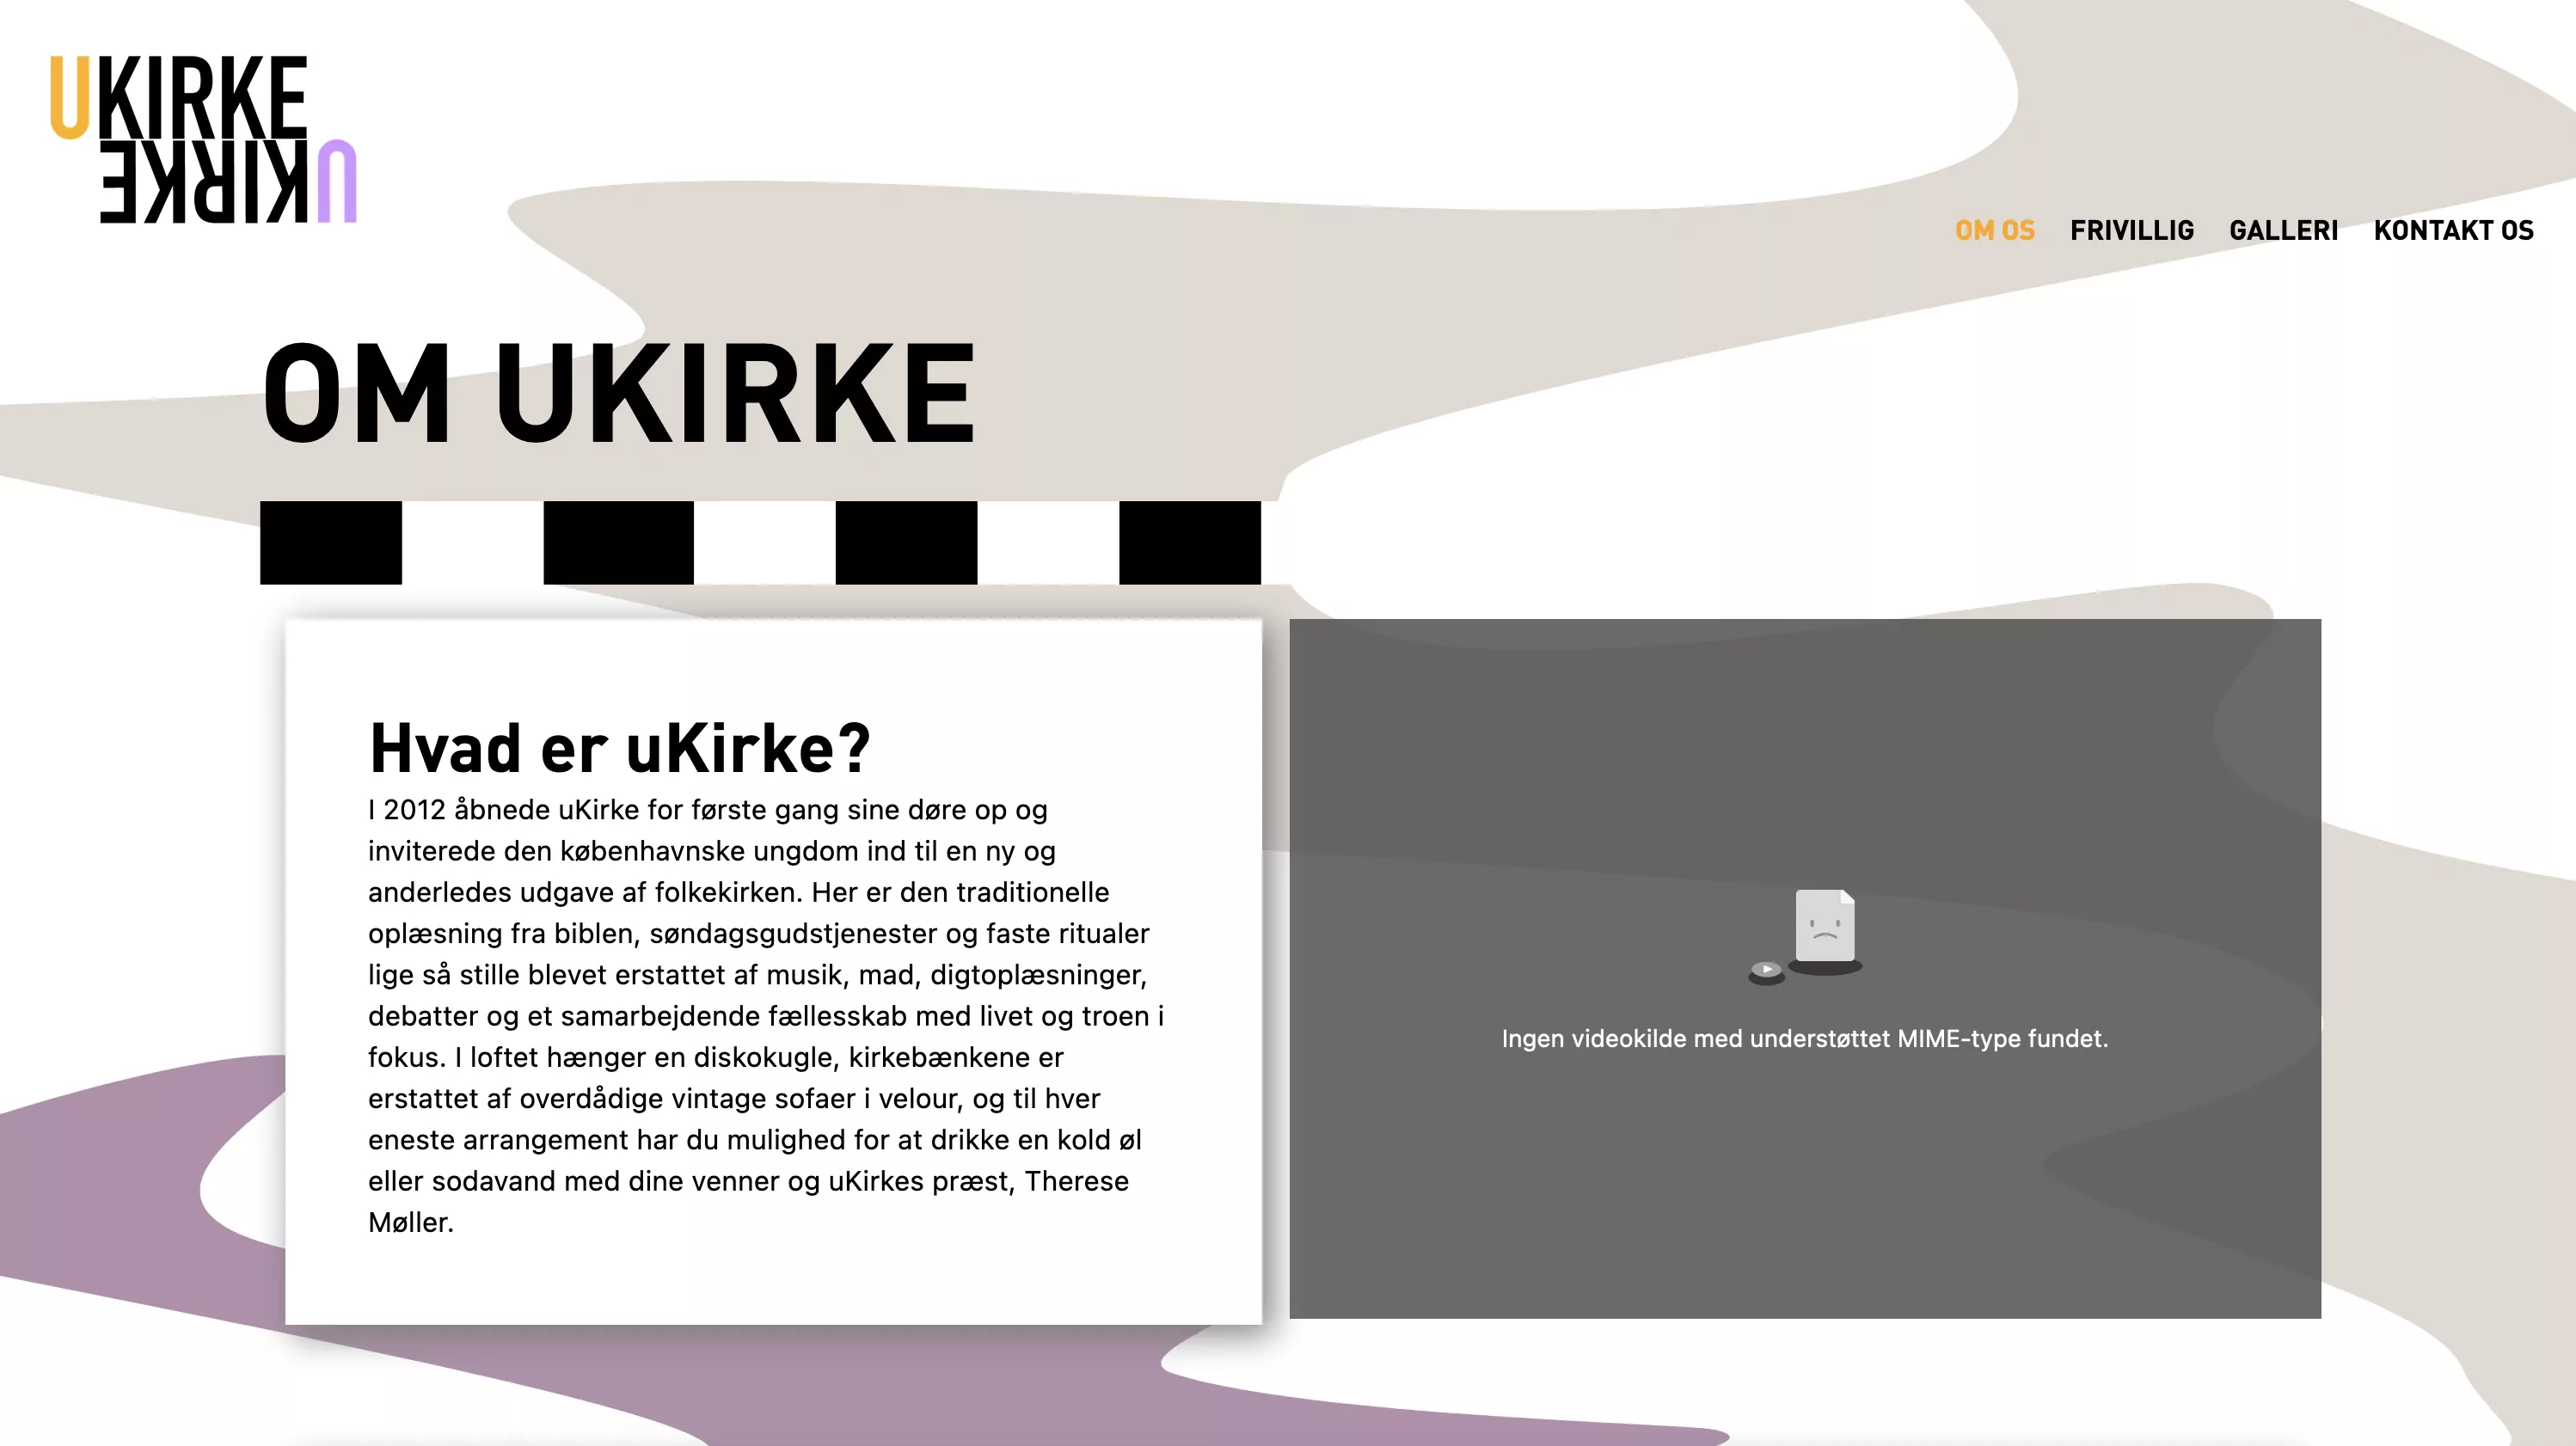 UKIRKE
UKIRKE
OM OS FRIVILLIG GALLERI KONTAKT OS
OM UKIRKE
Hvad er uKirke?
I 2012 åbnede uKirke for første gang sine døre op og
inviterede den københavnske ungdom ind til en ny og
anderledes udgave af folkekirken. Her er den traditionelle
oplæsning fra biblen, søndagsgudstjenester og faste ritualer
lige så stille blevet erstattet af musik, mad, digtoplæsninger,
debatter og et samarbejdende fællesskab med livet og troen i
fokus. I loftet hænger en diskokugle, kirkebænkene er
erstattet af overdådige vintage sofaer i velour, og til hver
eneste arrangement har du mulighed for at drikke en kold øl
eller sodavand med dine venner og uKirkes præst, Therese
Møller.
Ingen videokilde med understøttet MIME-type fundet.